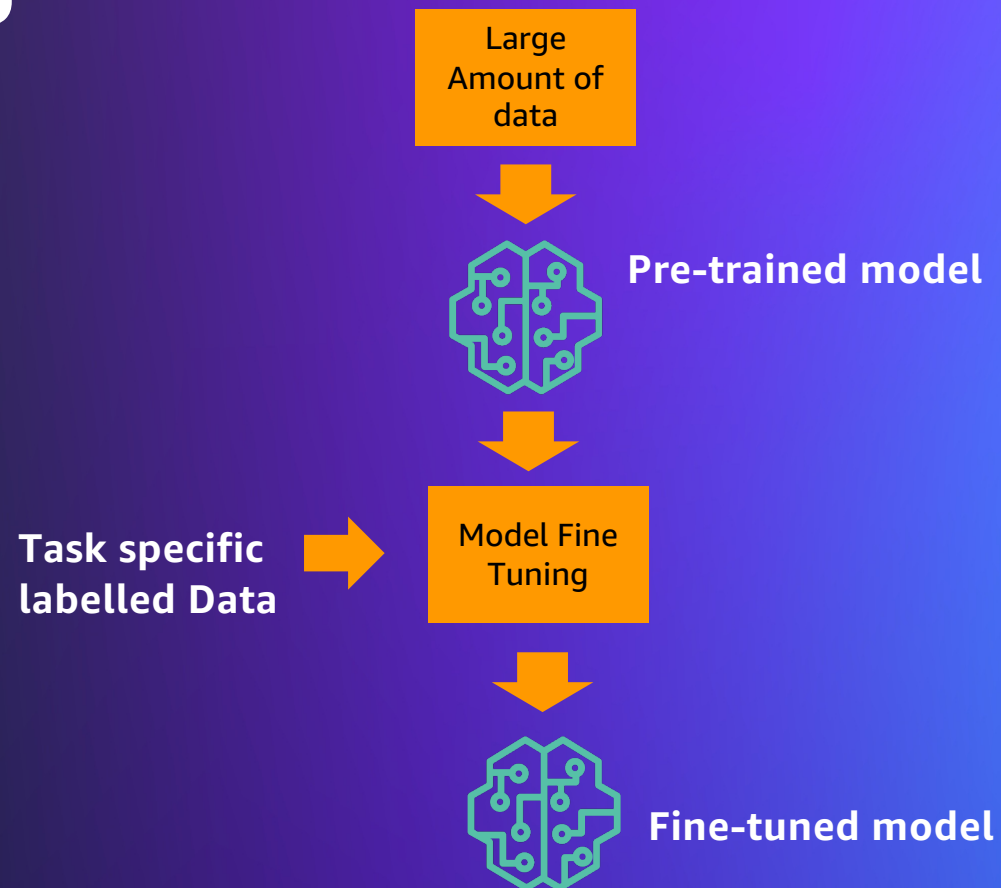 Large
Amount of
data
Pre-trained model
Task specific
labelled Data
Model Fine
Tuning
Fine-tuned model